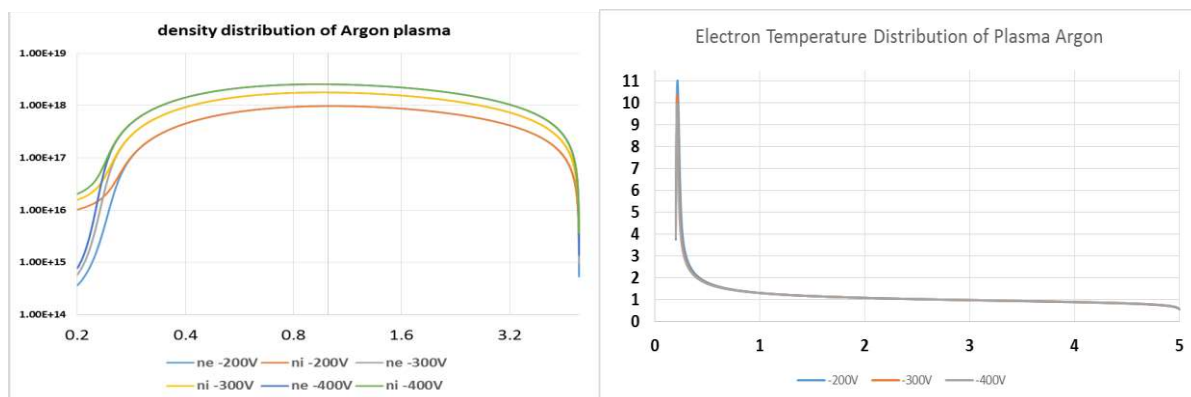 density distribution of Argon plasma
1.00E+19
1.00E+18
1.00E+17
1.00E+16
1.00E+15
1.00E+14
0.2 0.4 0.8 1.6 3.2
ne -200V ni -200V ne -300V
ni -300V ne -400V ni -400V
Electron Temperature Distribution of Plasma Argon
11
10
9
8
7
6
5
4
3
2
1
0
0 1 2 3 4 5
-200V -300V -400V